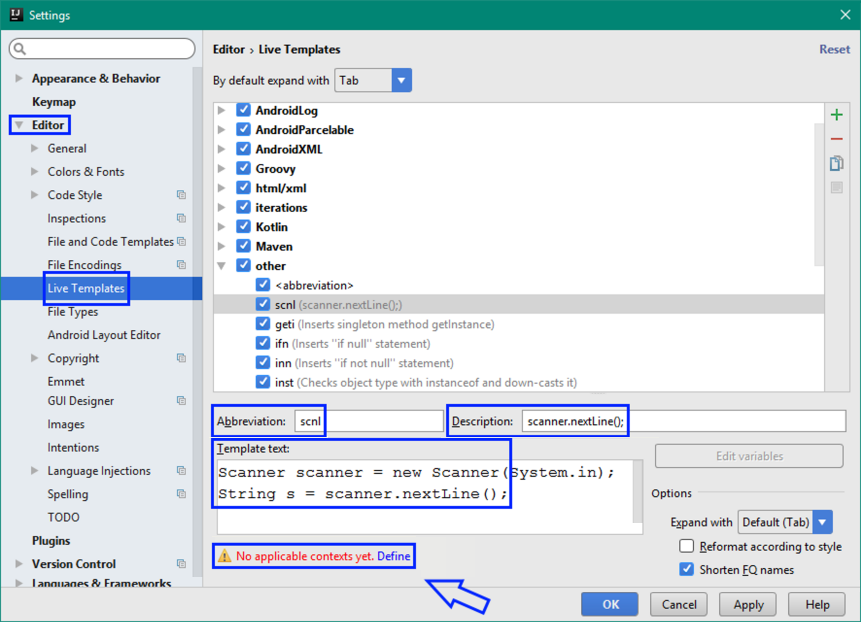 Settings
Editor › Live Templates
Reset
By default expand with Tab
Appearance & Behavior
Keymap
Editor
General
Colors & Fonts
Code Style
Inspections
File and Code Templates
File Encodings
Live Templates
File Types
Android Layout Editor
Copyright
Emmet
GUI Designer
Images
Intentions
Language Injections
Spelling
TODO
Plugins
Version Control
Languages & Frameworks
AndroidLog
AndroidParcelable
AndroidXML
Groovy
html/xml
iterations
Kotlin
Maven
other
<abbreviation>
scnl (scanner.nextLine();)
geti (Inserts singleton method getInstance)
ifn (Inserts "if null" statement)
inn (Inserts "if not null" statement)
inst (Checks object type with instanceof and down-casts it)
Abbreviation: scnl
Description: scanner.nextLine();
Template text:
Scanner scanner = new Scanner(System.in);
String s = scanner.nextLine();
Edit variables
Options
Expand with Default (Tab)
Reformat according to style
Shorten FQ names
No applicable contexts yet. Define
OK
Cancel
Apply
Help